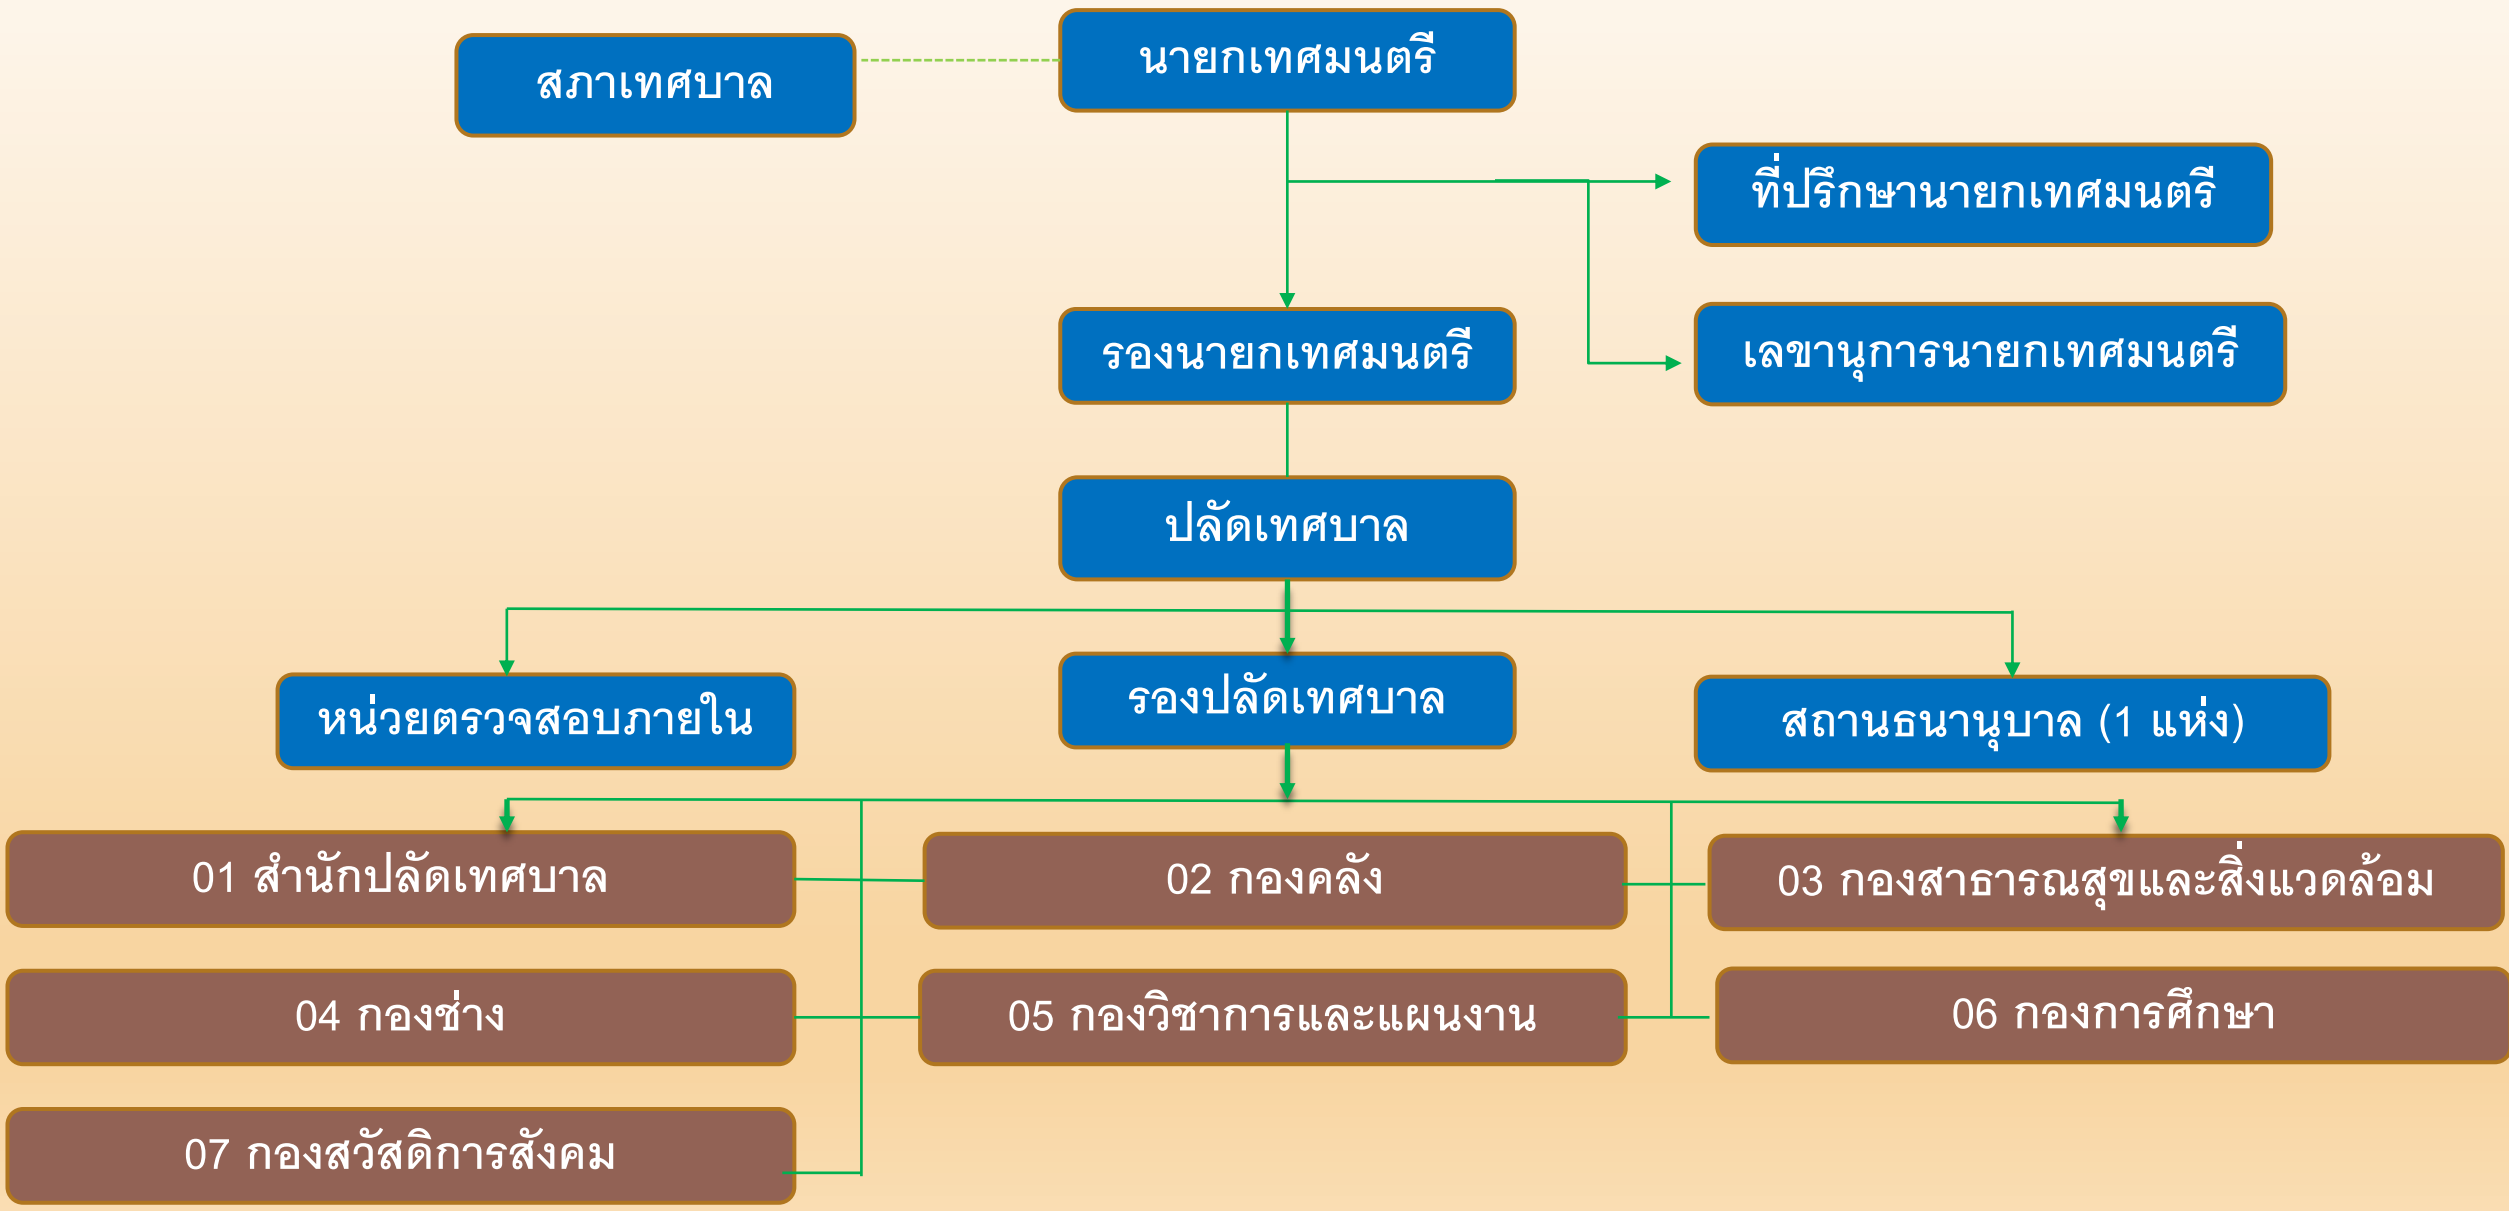 สภาเทศบาล
นายกเทศมนตรี
ที่ปรึกษานายกเทศมนตรี
รองนายกเทศมนตรี
เลขานุการนายกเทศมนตรี
ปลัดเทศบาล
หน่วยตรวจสอบภายใน
รองปลัดเทศบาล
สถานธนานุบาล (1 แห่ง)
01 สำนักปลัดเทศบาล
02 กองคลัง
03 กองสาธารณสุขและสิ่งแวดล้อม
04 กองช่าง
05 กองวิชาการและแผนงาน
06 กองการศึกษา
07 กองสวัสดิการสังคม